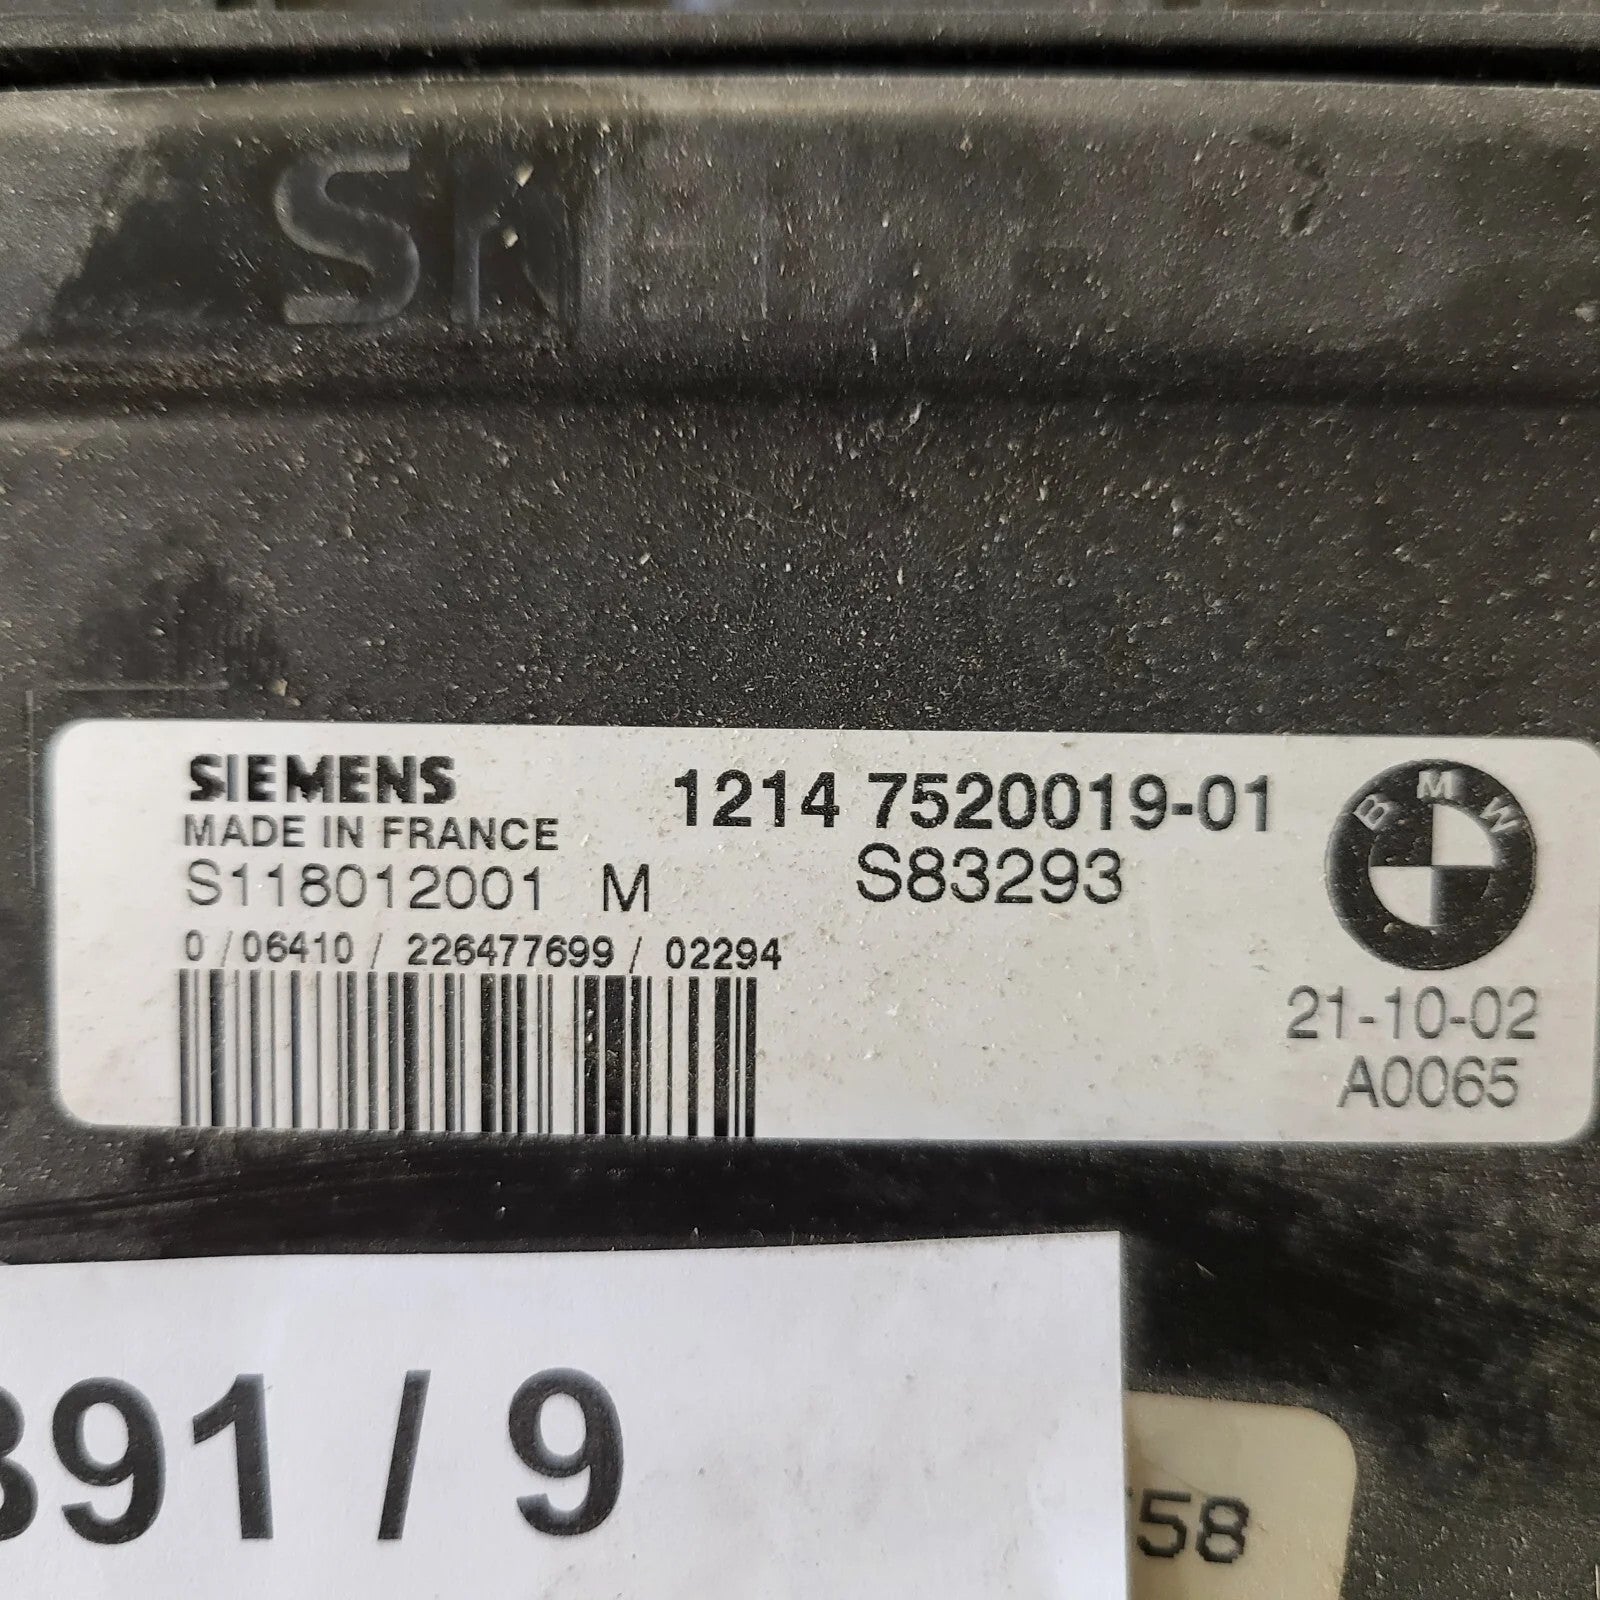 SIEMENS
1214 7520019-01
MADE IN FRANCE
S118012001 M
S83293
BMW
0 / 06410 / 226477699 / 02294
21-10-02
A0065
391 / 9
58